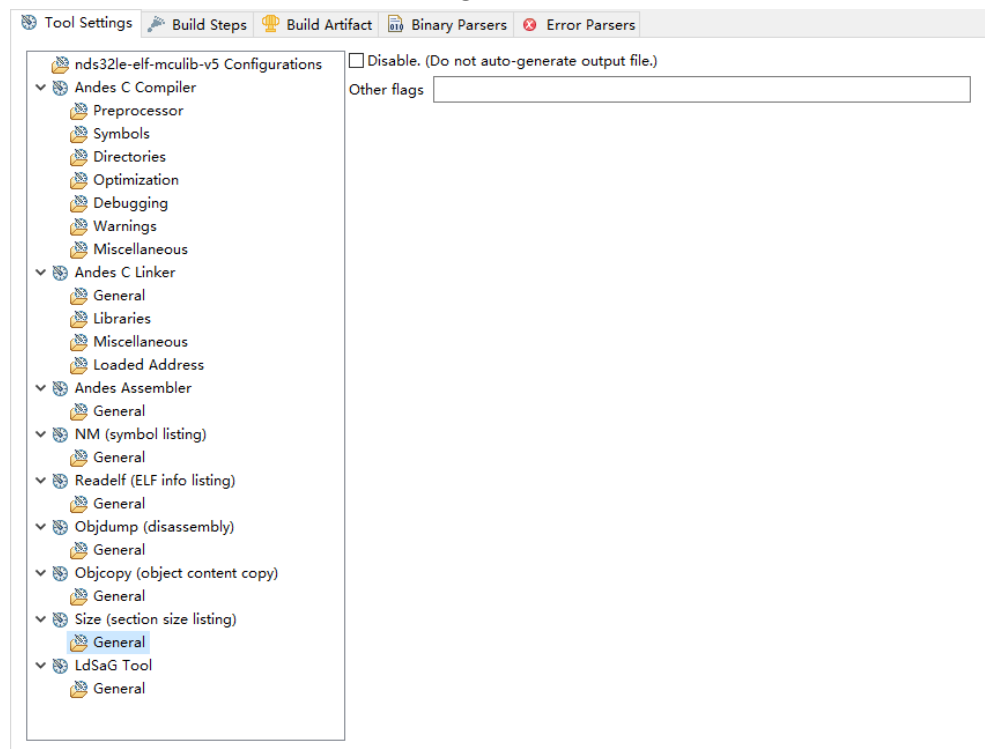 Tool Settings Build Steps Build Artifact Binary Parsers Error Parsers
nds32le-elf-mculib-v5 Configurations
Andes C Compiler
Preprocessor
Symbols
Directories
Optimization
Debugging
Warnings
Miscellaneous
Andes C Linker
General
Libraries
Miscellaneous
Loaded Address
Andes Assembler
General
NM (symbol listing)
General
Readelf (ELF info listing)
General
Objdump (disassembly)
General
Objcopy (object content copy)
General
Size (section size listing)
General
LdSaG Tool
General
Disable. (Do not auto-generate output file.)
Other flags